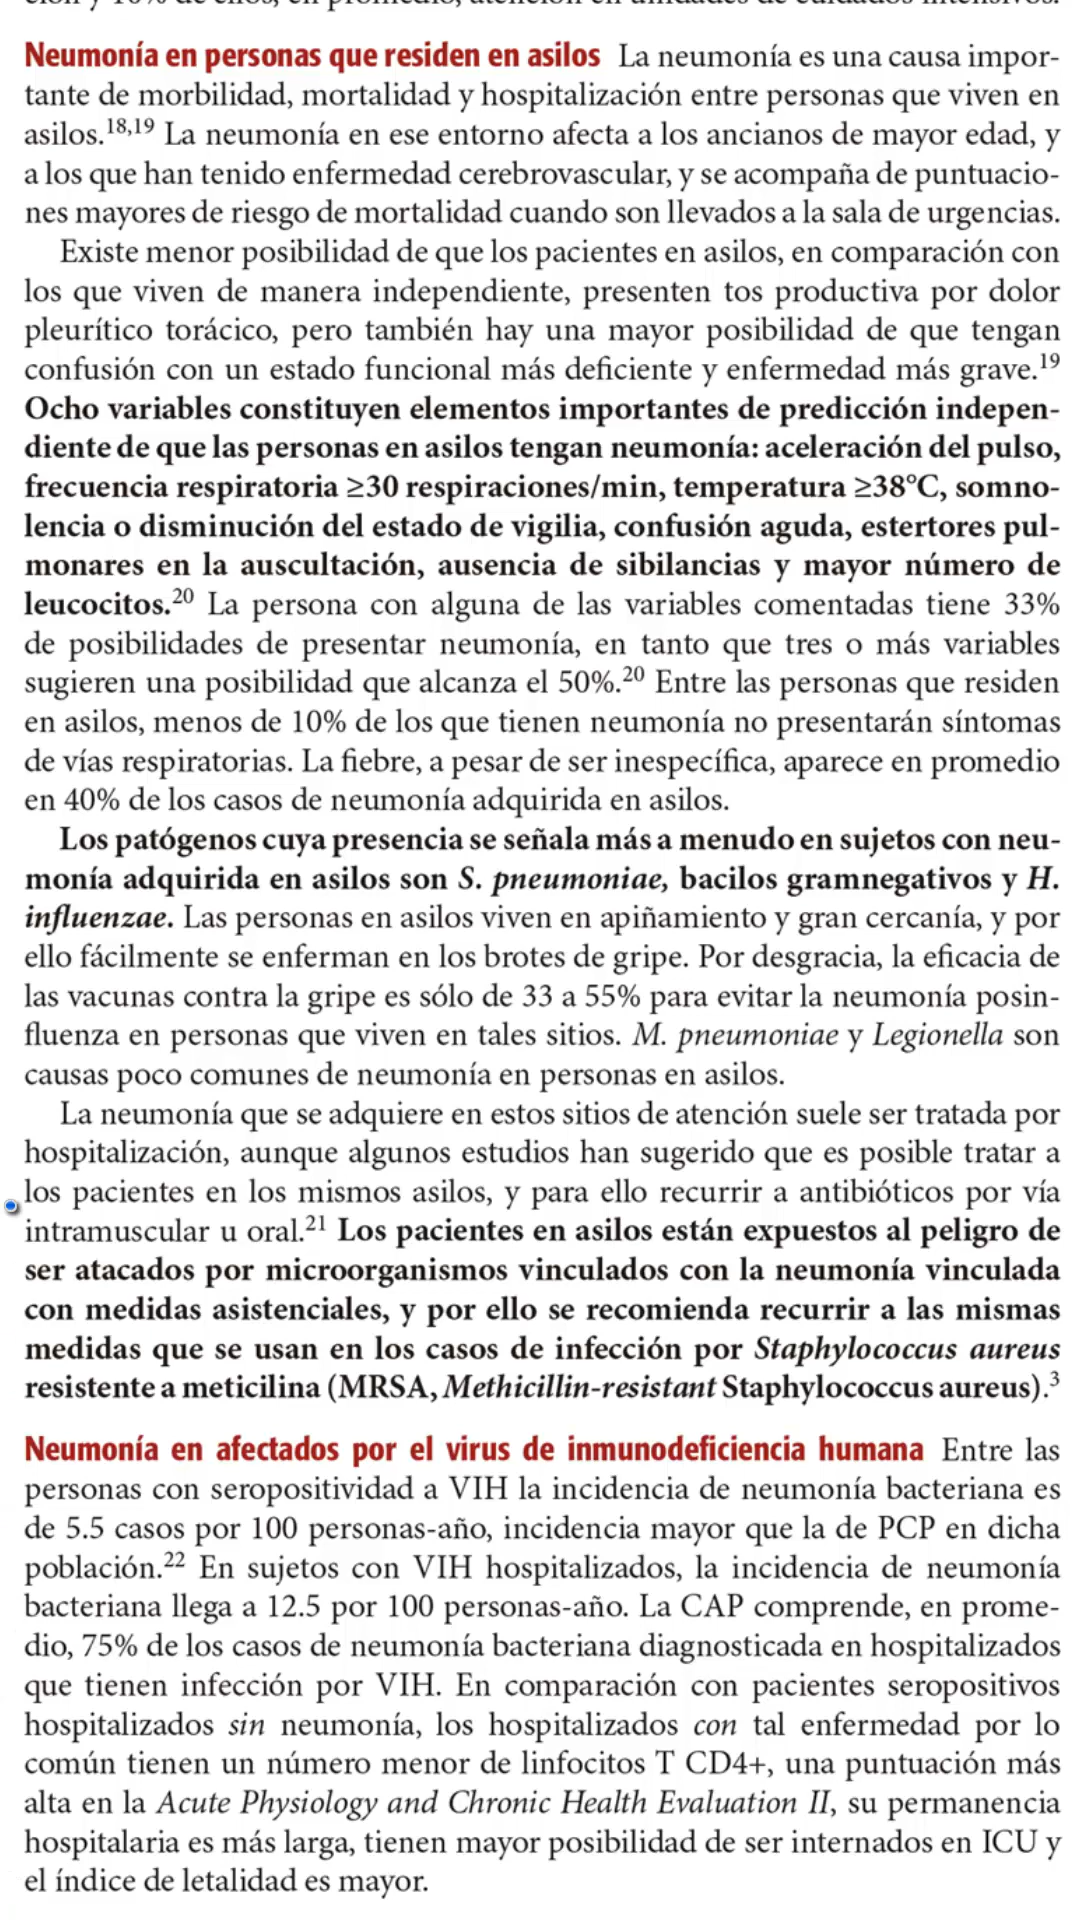 ción y 10% de ellos, en promedio, atención en unidades de cuidados intensivos.
Neumonía en personas que residen en asilos La neumonía es una causa impor-
tante de morbilidad, mortalidad y hospitalización entre personas que viven en
asilos.18,19 La neumonía en ese entorno afecta a los ancianos de mayor edad, y
a los que han tenido enfermedad cerebrovascular, y se acompaña de puntuacio-
nes mayores de riesgo de mortalidad cuando son llevados a la sala de urgencias.
Existe menor posibilidad de que los pacientes en asilos, en comparación con
los que viven de manera independiente, presenten tos productiva por dolor
pleurítico torácico, pero también hay una mayor posibilidad de que tengan
confusión con un estado funcional más deficiente y enfermedad más grave.19
Ocho variables constituyen elementos importantes de predicción indepen-
diente de que las personas en asilos tengan neumonía: aceleración del pulso,
frecuencia respiratoria ≥30 respiraciones/min, temperatura ≥38°C, somno-
lencia o disminución del estado de vigilia, confusión aguda, estertores pul-
monares en la auscultación, ausencia de sibilancias y mayor número de
leucocitos.20 La persona con alguna de las variables comentadas tiene 33%
de posibilidades de presentar neumonía, en tanto que tres o más variables
sugieren una posibilidad que alcanza el 50%.20 Entre las personas que residen
en asilos, menos de 10% de los que tienen neumonía no presentarán síntomas
de vías respiratorias. La fiebre, a pesar de ser inespecífica, aparece en promedio
en 40% de los casos de neumonía adquirida en asilos.
Los patógenos cuya presencia se señala más a menudo en sujetos con neu-
monía adquirida en asilos son S. pneumoniae, bacilos gramnegativos y H.
influenzae. Las personas en asilos viven en apiñamiento y gran cercanía, y por
ello fácilmente se enferman en los brotes de gripe. Por desgracia, la eficacia de
las vacunas contra la gripe es sólo de 33 a 55% para evitar la neumonía posin-
fluenza en personas que viven en tales sitios. M. pneumoniae y Legionella son
causas poco comunes de neumonía en personas en asilos.
La neumonía que se adquiere en estos sitios de atención suele ser tratada por
hospitalización, aunque algunos estudios han sugerido que es posible tratar a
los pacientes en los mismos asilos, y para ello recurrir a antibióticos por vía
intramuscular u oral.21 Los pacientes en asilos están expuestos al peligro de
ser atacados por microorganismos vinculados con la neumonía vinculada
con medidas asistenciales, y por ello se recomienda recurrir a las mismas
medidas que se usan en los casos de infección por Staphylococcus aureus
resistente a meticilina (MRSA, Methicillin-resistant Staphylococcus aureus).3
Neumonía en afectados por el virus de inmunodeficiencia humana Entre las
personas con seropositividad a VIH la incidencia de neumonía bacteriana es
de 5.5 casos por 100 personas-año, incidencia mayor que la de PCP en dicha
población.22 En sujetos con VIH hospitalizados, la incidencia de neumonía
bacteriana llega a 12.5 por 100 personas-año. La CAP comprende, en prome-
dio, 75% de los casos de neumonía bacteriana diagnosticada en hospitalizados
que tienen infección por VIH. En comparación con pacientes seropositivos
hospitalizados sin neumonía, los hospitalizados con tal enfermedad por lo
común tienen un número menor de linfocitos T CD4+, una puntuación más
alta en la Acute Physiology and Chronic Health Evaluation II, su permanencia
hospitalaria es más larga, tienen mayor posibilidad de ser internados en ICU y
el índice de letalidad es mayor.